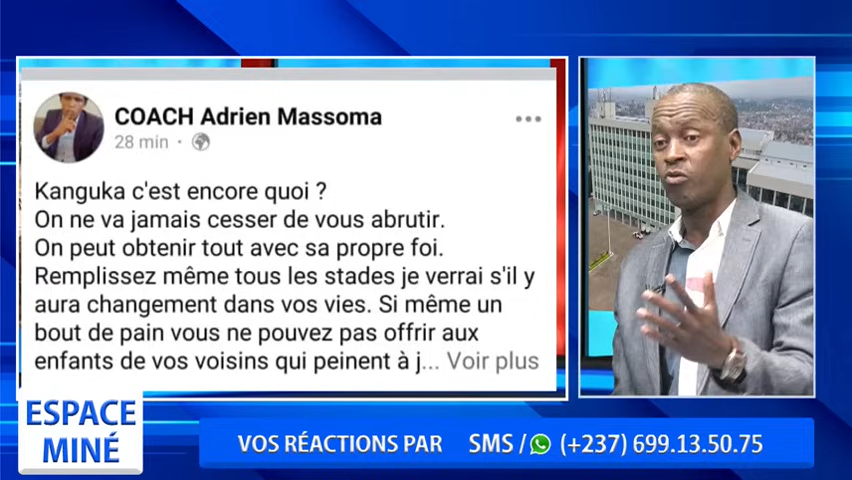 COACH Adrien Massoma
28 min
Kanguka c'est encore quoi ?
On ne va jamais cesser de vous abrutir.
On peut obtenir tout avec sa propre foi.
Remplissez même tous les stades je verrai s'il y
aura changement dans vos vies. Si même un
bout de pain vous ne pouvez pas offrir aux
enfants de vos voisins qui peinent à j... Voir plus
ESPACE
MINÉ
VOS RÉACTIONS PAR SMS / (+237) 699.13.50.75